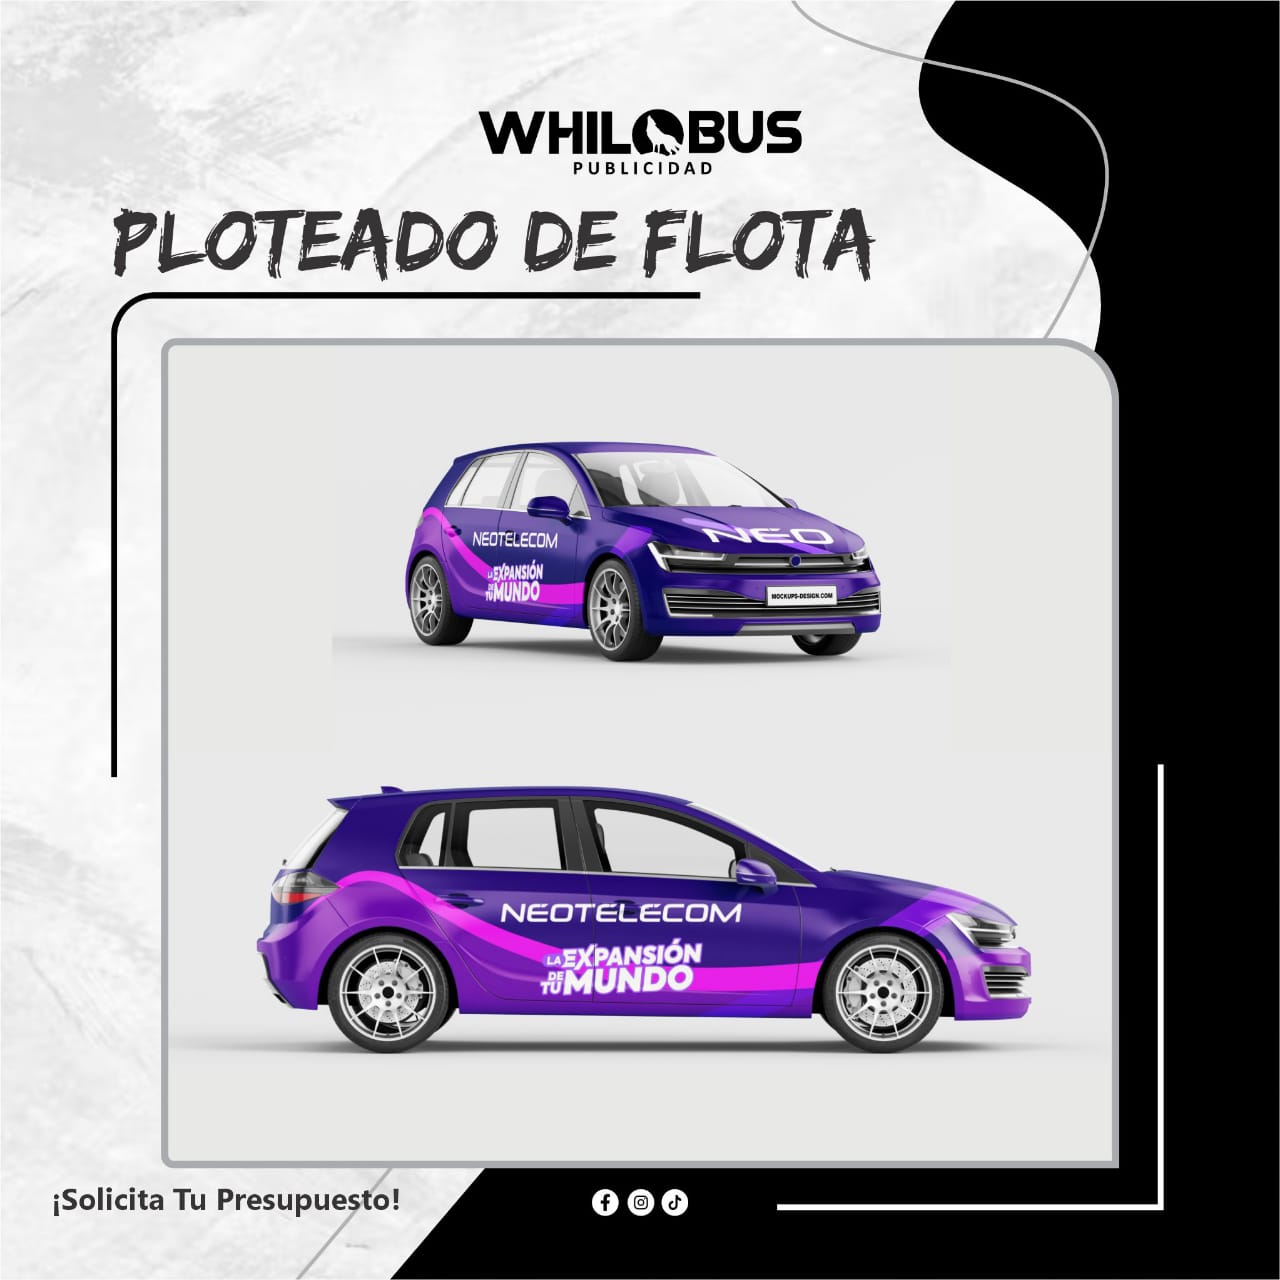 WHILOBUS
PUBLICIDAD
PLOTEADO DE FLOTA
NEOTELECOM
NEO
LA EXPANSIÓN
DE TU MUNDO
MOCKUPS-DESIGN.COM
NEOTELECOM
LA EXPANSIÓN
DE TU MUNDO
¡Solicita Tu Presupuesto!